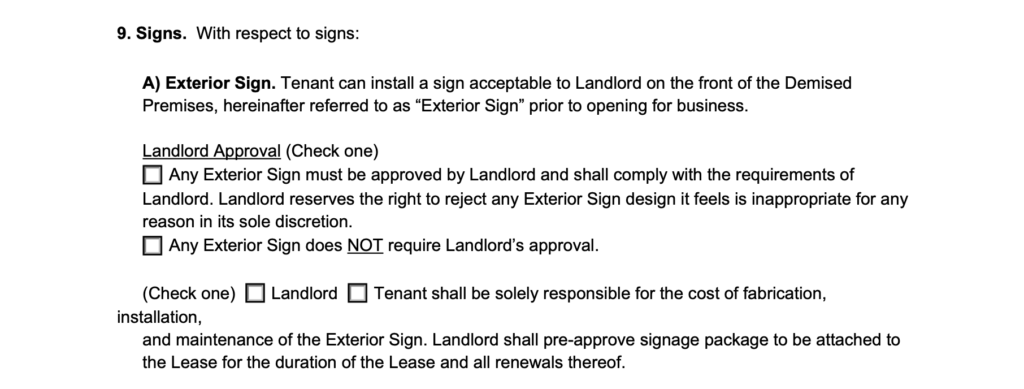 9. Signs. With respect to signs:
A) Exterior Sign. Tenant can install a sign acceptable to Landlord on the front of the Demised
Premises, hereinafter referred to as “Exterior Sign” prior to opening for business.
Landlord Approval (Check one)
☐ Any Exterior Sign must be approved by Landlord and shall comply with the requirements of
Landlord. Landlord reserves the right to reject any Exterior Sign design it feels is inappropriate for any
reason in its sole discretion.
☐ Any Exterior Sign does NOT require Landlord’s approval.
(Check one) ☐ Landlord ☐ Tenant shall be solely responsible for the cost of fabrication,
installation,
and maintenance of the Exterior Sign. Landlord shall pre-approve signage package to be attached to
the Lease for the duration of the Lease and all renewals thereof.